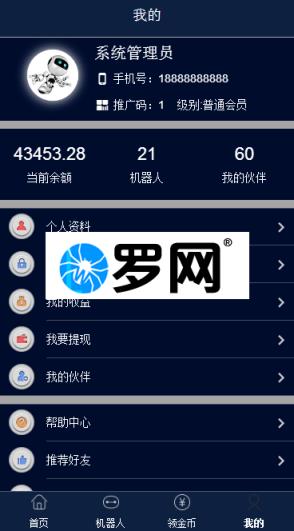 我的
系统管理员
手机号：18888888888
推广码：1 级别:普通会员
43453.28 21 60
当前余額 机器人 我的伙伴
个人资料
罗网®
我的收益
我要提现
我的伙伴
帮助中心
推荐好友
首页 机器人 领金币 我的